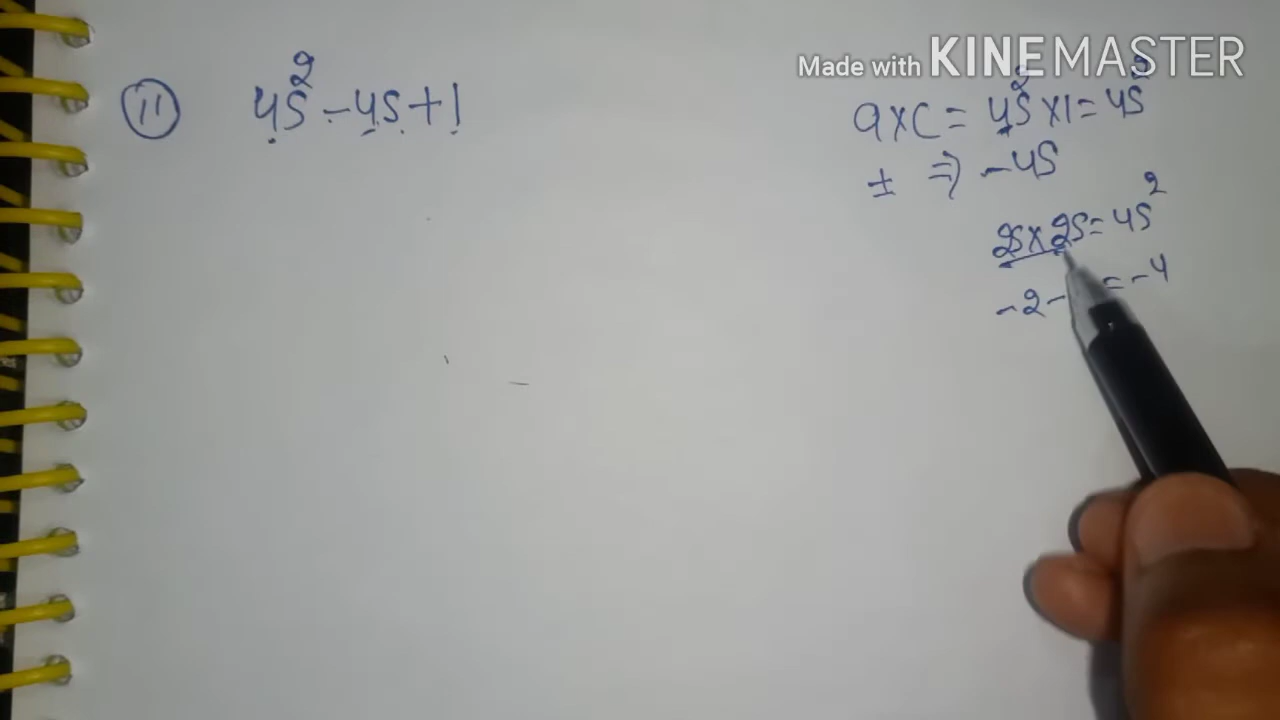 Made with KINEMASTER
11 4s² - 4s + 1
a × c = 4s² × 1 = 4s²
± ⇒ - 4s
2s × 2s = 4s²
- 2 - = - 4